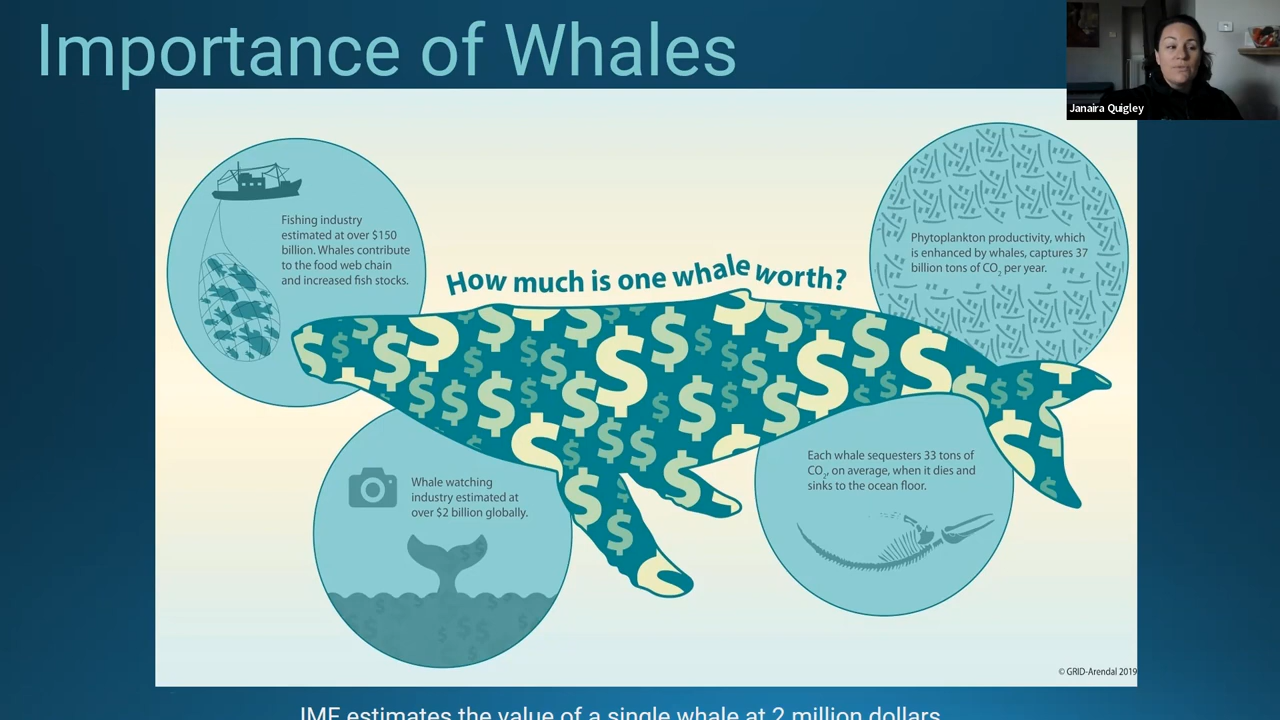 Importance of Whales
Janaira Quigley
Fishing industry
estimated at over $150
billion. Whales contribute
to the food web chain
and increased fish stocks.
Phytoplankton productivity, which
is enhanced by whales, captures 37
billion tons of CO₂ per year.
How much is one whale worth?
Whale watching
industry estimated at
over $2 billion globally.
Each whale sequesters 33 tons of
CO₂, on average, when it dies and
sinks to the ocean floor.
© GRID-Arendal 2019
IMF estimates the value of a single whale at 2 million dollars